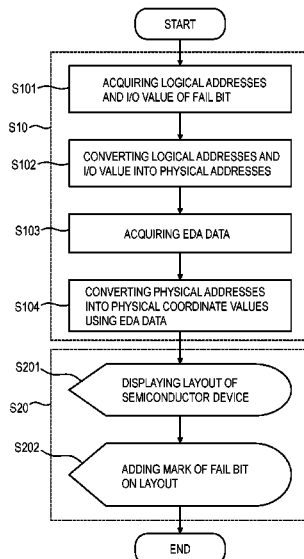 START
S101
ACQUIRING LOGICAL ADDRESSES
AND I/O VALUE OF FAIL BIT
S10
S102
CONVERTING LOGICAL ADDRESSES AND
I/O VALUE INTO PHYSICAL ADDRESSES
S103
ACQUIRING EDA DATA
S104
CONVERTING PHYSICAL ADDRESSES
INTO PHYSICAL COORDINATE VALUES
USING EDA DATA
S201
DISPLAYING LAYOUT OF
SEMICONDUCTOR DEVICE
S20
S202
ADDING MARK OF FAIL BIT
ON LAYOUT
END